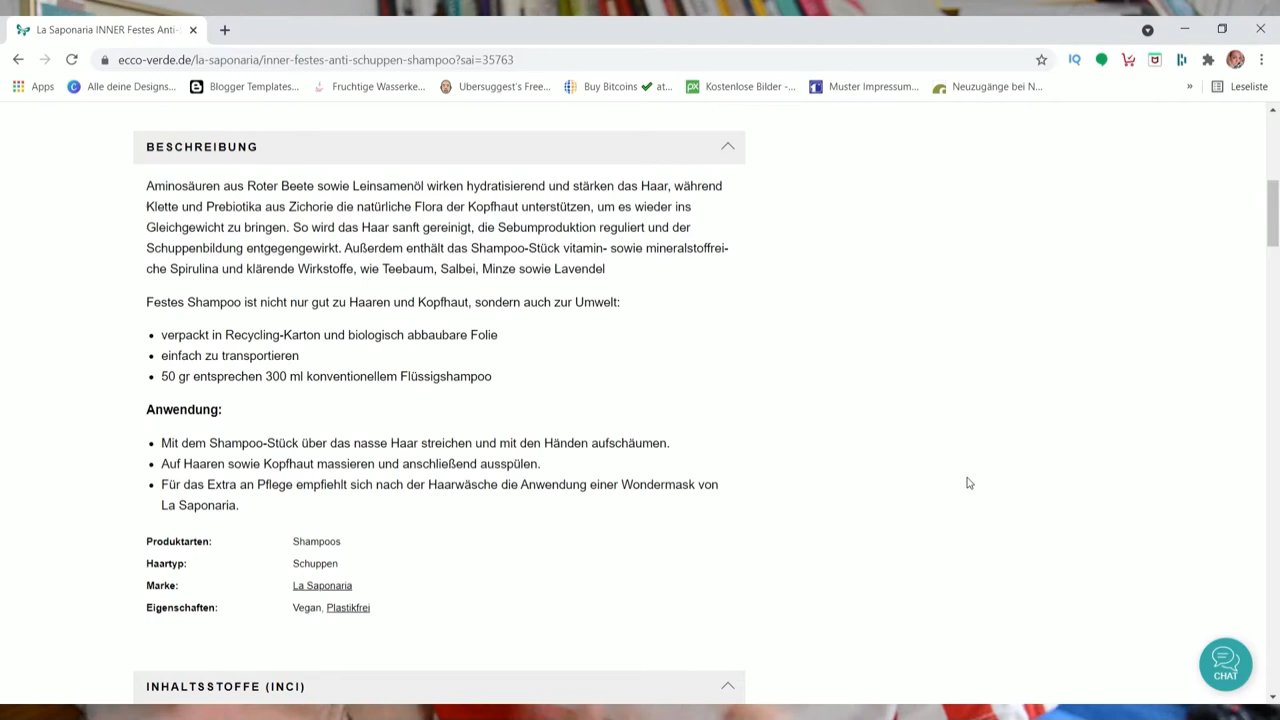 La Saponaria INNER Festes Anti-
ecco-verde.de/la-saponaria/inner-festes-anti-schuppen-shampoo?sai=35763
Apps Alle deine Designs... Blogger Templates... Fruchtige Wasserke... Ubersuggest's Free... Buy Bitcoins ✔ at... Kostenlose Bilder -... Muster Impressum... Neuzugänge bei N... » Leseliste
BESCHREIBUNG
Aminosäuren aus Roter Beete sowie Leinsamenöl wirken hydratisierend und stärken das Haar, während
Klette und Prebiotika aus Zichorie die natürliche Flora der Kopfhaut unterstützen, um es wieder ins
Gleichgewicht zu bringen. So wird das Haar sanft gereinigt, die Sebumproduktion reguliert und der
Schuppenbildung entgegengewirkt. Außerdem enthält das Shampoo-Stück vitamin- sowie mineralstoffrei-
che Spirulina und klärende Wirkstoffe, wie Teebaum, Salbei, Minze sowie Lavendel
Festes Shampoo ist nicht nur gut zu Haaren und Kopfhaut, sondern auch zur Umwelt:
• verpackt in Recycling-Karton und biologisch abbaubare Folie
• einfach zu transportieren
• 50 gr entsprechen 300 ml konventionellem Flüssigshampoo
Anwendung:
• Mit dem Shampoo-Stück über das nasse Haar streichen und mit den Händen aufschäumen.
• Auf Haaren sowie Kopfhaut massieren und anschließend ausspülen.
• Für das Extra an Pflege empfiehlt sich nach der Haarwäsche die Anwendung einer Wondermask von
La Saponaria.
Produktarten: Shampoos
Haartyp: Schuppen
Marke: La Saponaria
Eigenschaften: Vegan, Plastikfrei
CHAT
INHALTSSTOFFE (INCI)